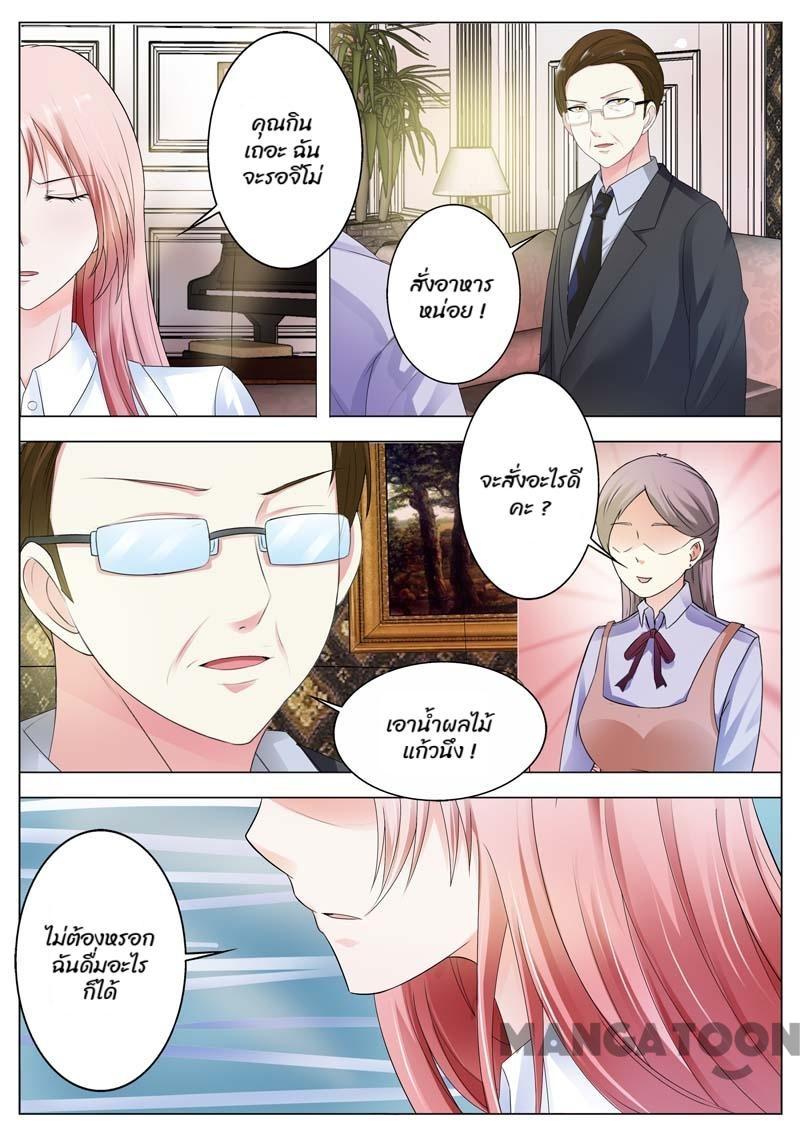 คุณกิน
เถอะ ฉัน
จะรอจีโม่
สั่งอาหาร
หน่อย !
จะสั่งอะไรดี
คะ ?
เอาน้ำผลไม้
แก้วนึง !
ไม่ต้องหรอก
ฉันดื่มอะไร
ก็ได้
MANGATOON